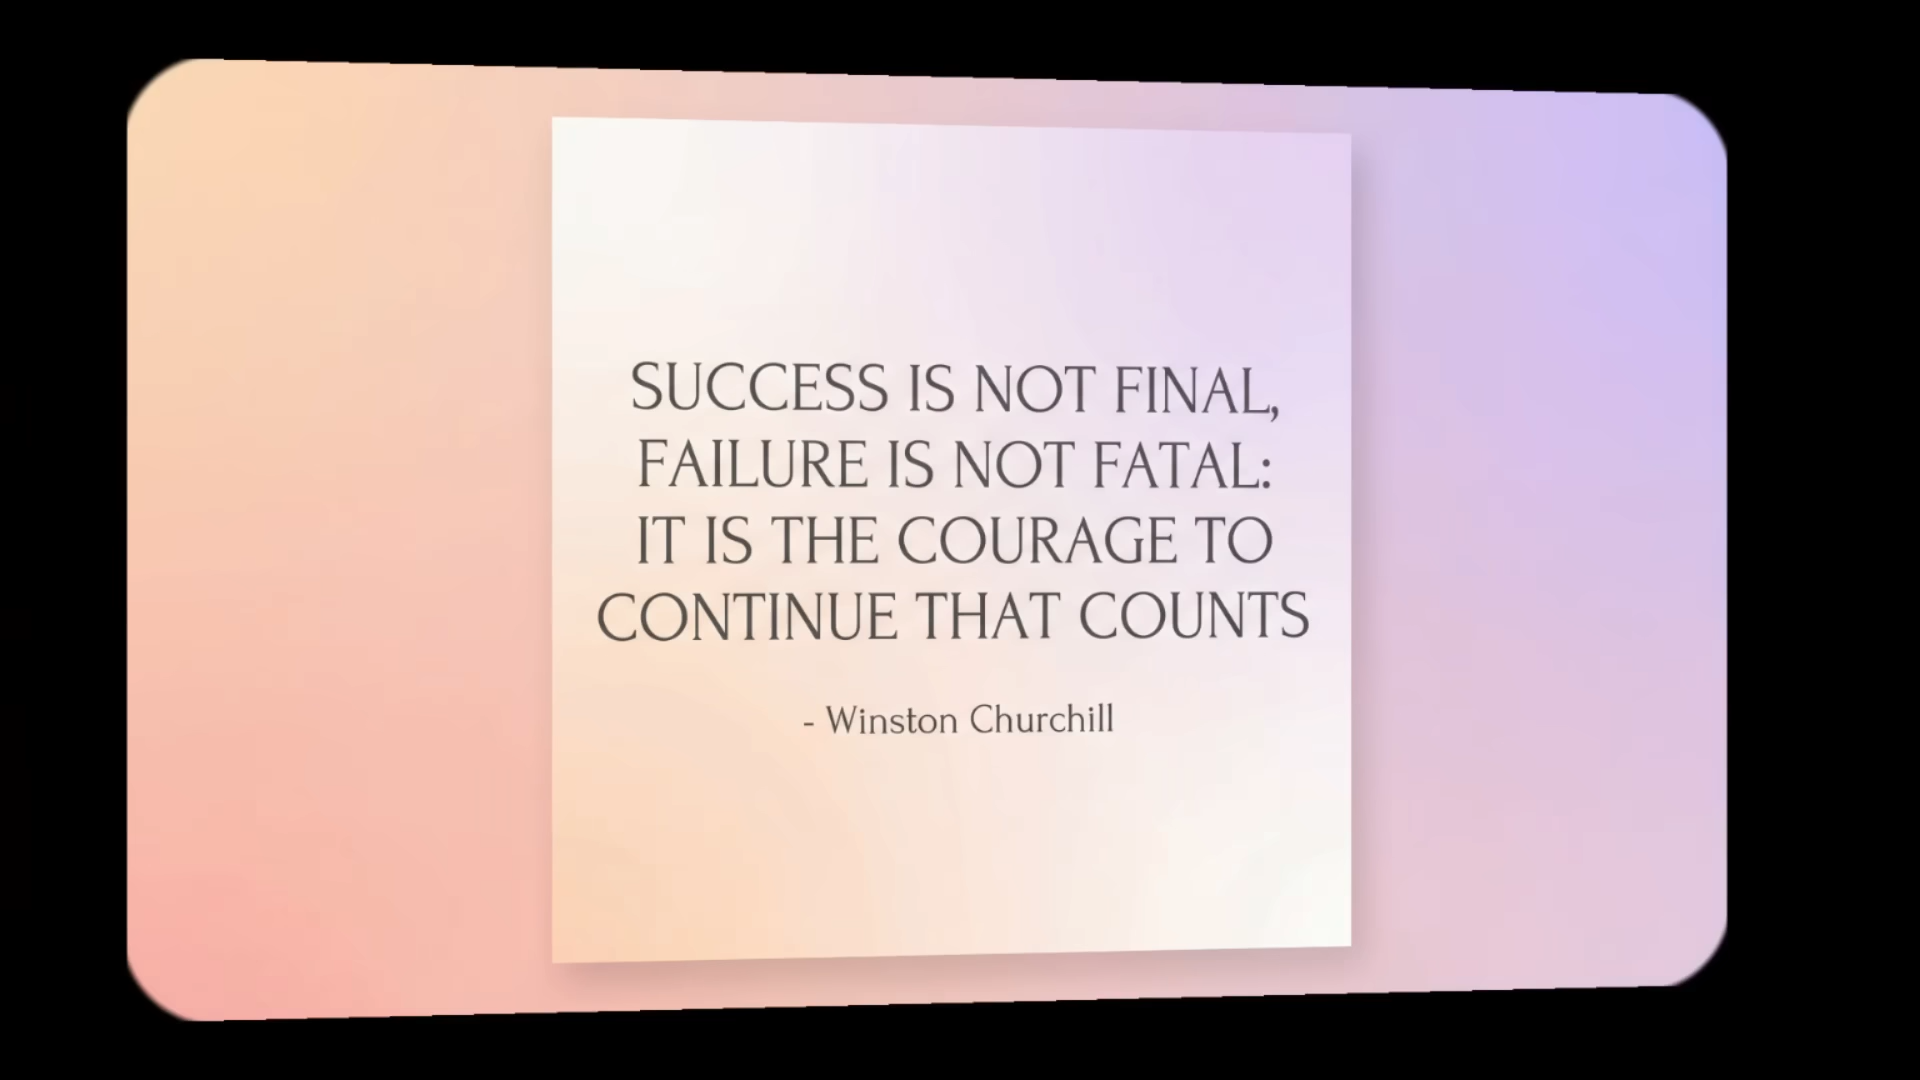 SUCCESS IS NOT FINAL,
FAILURE IS NOT FATAL:
IT IS THE COURAGE TO
CONTINUE THAT COUNTS
- Winston Churchill